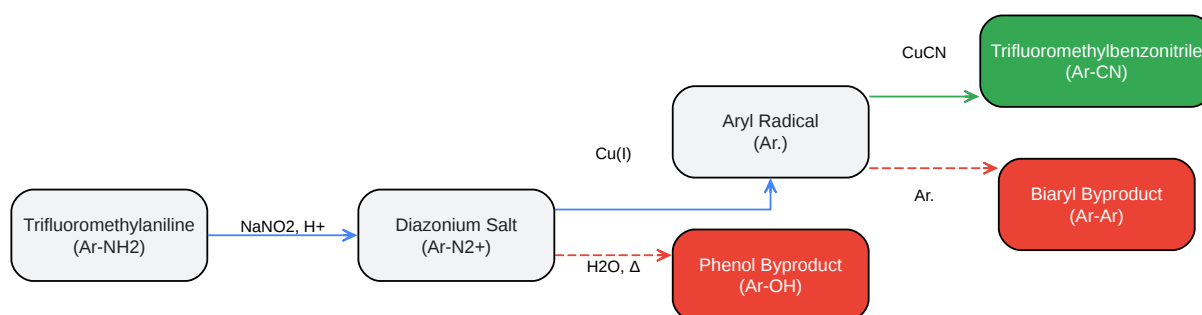 Trifluoromethylaniline
(Ar-NH2)
NaNO2, H+
Diazonium Salt
(Ar-N2+)
Cu(I)
H2O, Δ
Aryl Radical
(Ar.)
Phenol Byproduct
(Ar-OH)
CuCN
Ar.
Trifluoromethylbenzonitrile
(Ar-CN)
Biaryl Byproduct
(Ar-Ar)